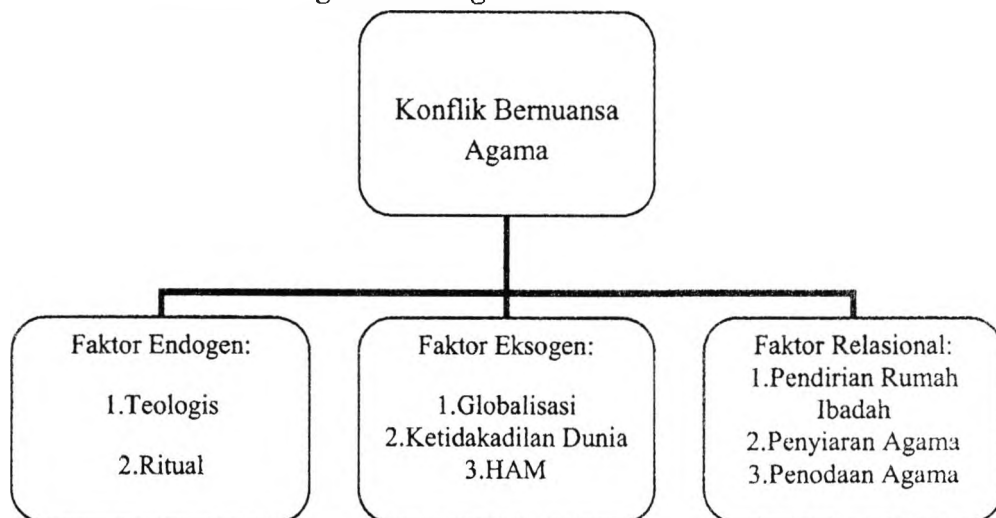 Konflik Bernuansa
Agama
Faktor Endogen:
1.Teologis
2.Ritual
Faktor Eksogen:
1.Globalisasi
2.Ketidakadilan Dunia
3.HAM
Faktor Relasional:
1.Pendirian Rumah
Ibadah
2.Penyiaran Agama
3.Penodaan Agama